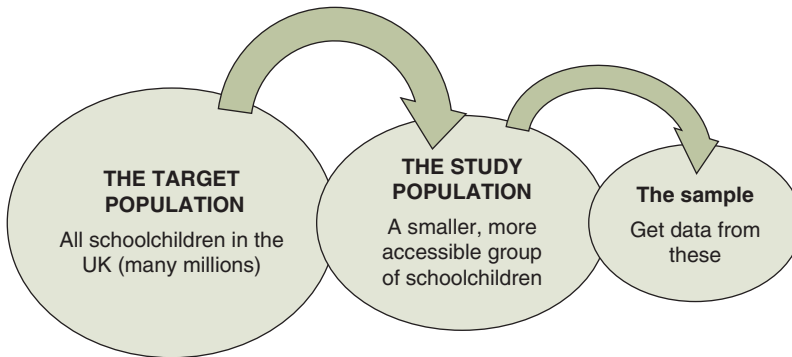 THE TARGET
POPULATION
All schoolchildren in the
UK (many millions)
THE STUDY
POPULATION
A smaller, more
accessible group
of schoolchildren
The sample
Get data from
these